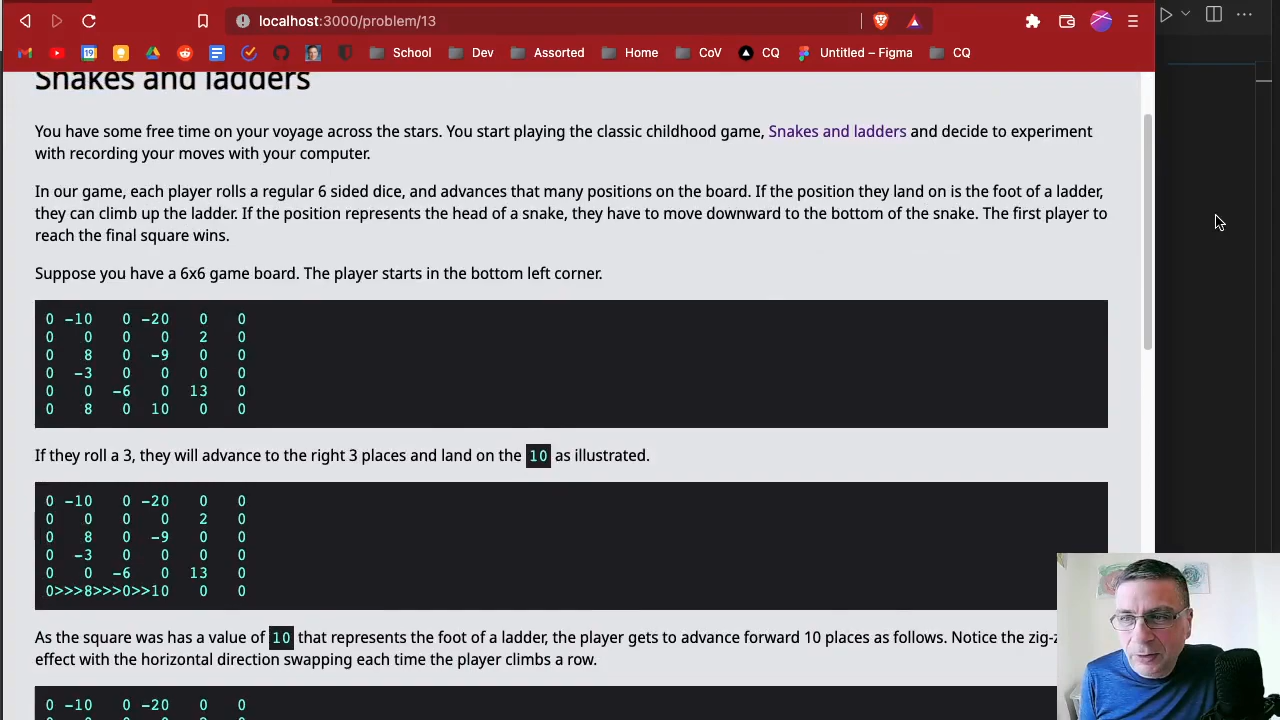 localhost:3000/problem/13
School
Dev
Assorted
Home
CoV
CQ
Untitled – Figma
CQ
Snakes and ladders
You have some free time on your voyage across the stars. You start playing the classic childhood game, Snakes and ladders and decide to experiment
with recording your moves with your computer.
In our game, each player rolls a regular 6 sided dice, and advances that many positions on the board. If the position they land on is the foot of a ladder,
they can climb up the ladder. If the position represents the head of a snake, they have to move downward to the bottom of the snake. The first player to
reach the final square wins.
Suppose you have a 6x6 game board. The player starts in the bottom left corner.
0 -10 0 -20 0 0
0 0 0 0 2 0
0 8 0 -9 0 0
0 -3 0 0 0 0
0 0 -6 0 13 0
0 8 0 10 0 0
If they roll a 3, they will advance to the right 3 places and land on the 10 as illustrated.
0 -10 0 -20 0 0
0 0 0 0 2 0
0 8 0 -9 0 0
0 -3 0 0 0 0
0 0 -6 0 13 0
0>>>8>>>0>>10 0 0
As the square was has a value of 10 that represents the foot of a ladder, the player gets to advance forward 10 places as follows. Notice the zig-z
effect with the horizontal direction swapping each time the player climbs a row.
0 -10 0 -20 0 0